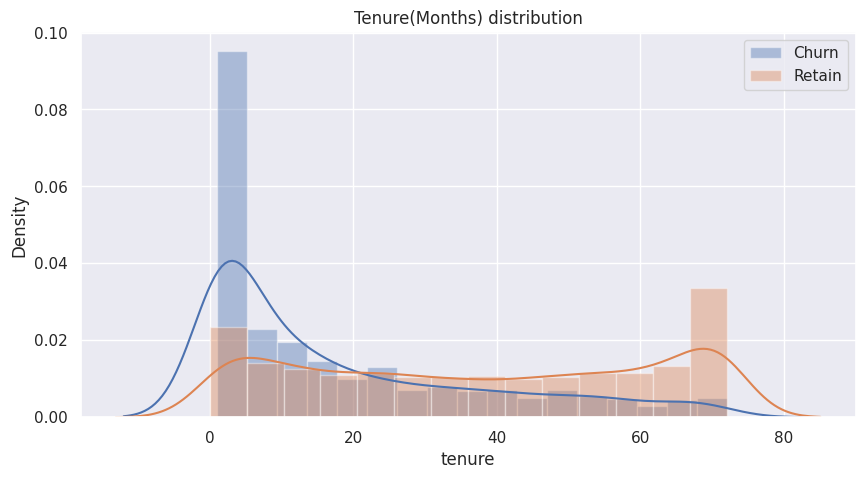 Tenure(Months) distribution
Churn
Retain
Density
0.10
0.08
0.06
0.04
0.02
0.00
0
20
40
60
80
tenure